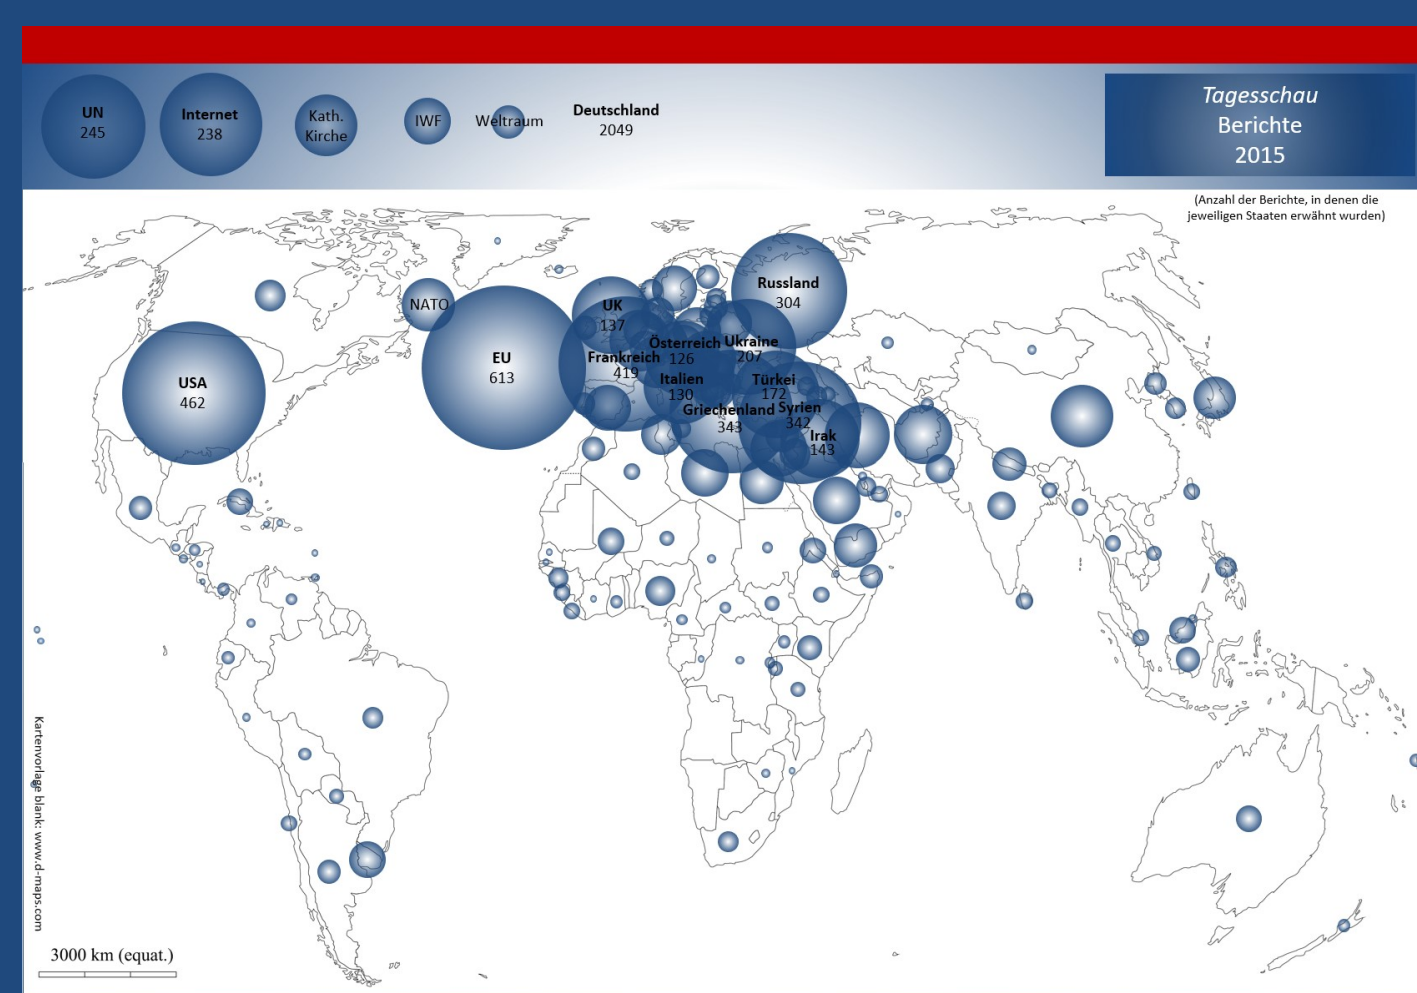 UN
245
Internet
238
Kath.
Kirche
IWF
Weltraum
Deutschland
2049
Tagesschau
Berichte
2015
(Anzahl der Berichte, in denen die
jeweiligen Staaten erwähnt wurden)
NATO
Russland
304
UK
137
USA
462
EU
613
Frankreich
419
Österreich
126
Ukraine
207
Italien
130
Türkei
172
Griechenland
343
Syrien
342
Irak
143
Kartenvorlage blank: www.d-maps.com
3000 km (equat.)